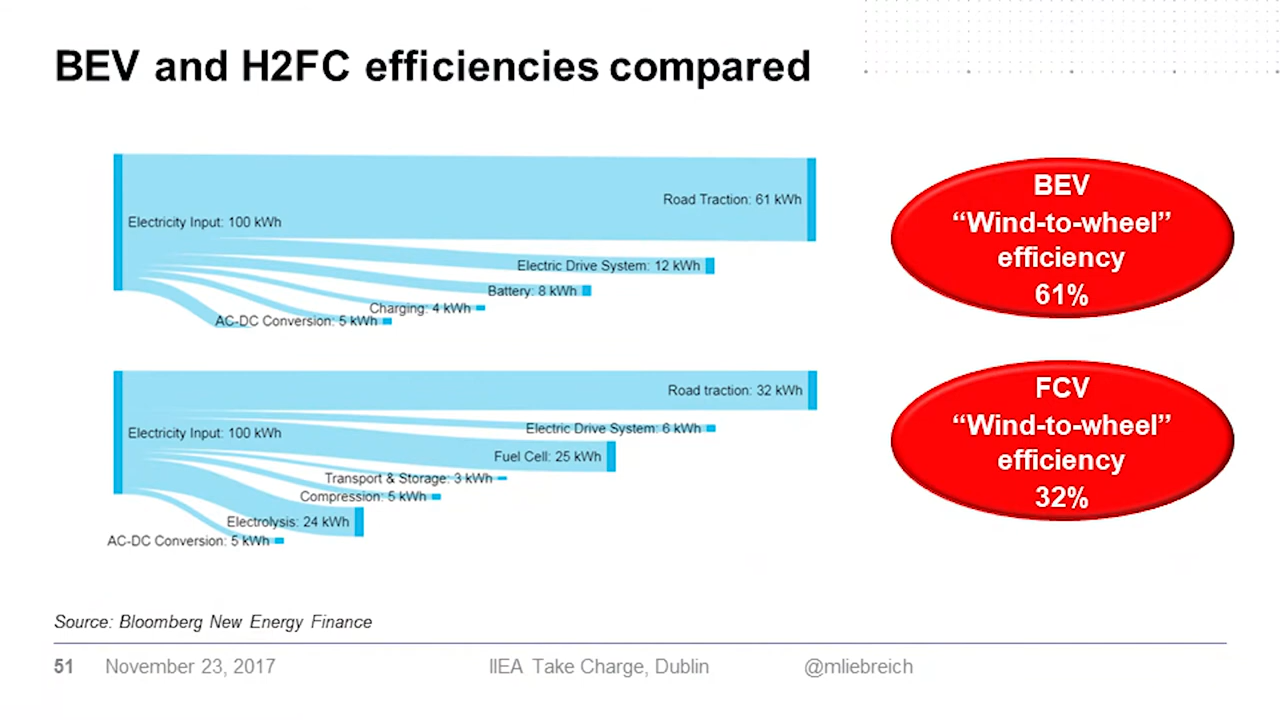 BEV and H2FC efficiencies compared
Road Traction: 61 kWh
Electricity Input: 100 kWh
Electric Drive System: 12 kWh
Battery: 8 kWh
Charging: 4 kWh
AC-DC Conversion: 5 kWh
BEV
“Wind-to-wheel”
efficiency
61%
Road traction: 32 kWh
Electric Drive System: 6 kWh
Electricity Input: 100 kWh
Fuel Cell: 25 kWh
Transport & Storage: 3 kWh
Compression: 5 kWh
Electrolysis: 24 kWh
AC-DC Conversion: 5 kWh
FCV
“Wind-to-wheel”
efficiency
32%
Source: Bloomberg New Energy Finance
51 November 23, 2017 IIEA Take Charge, Dublin @mliebreich